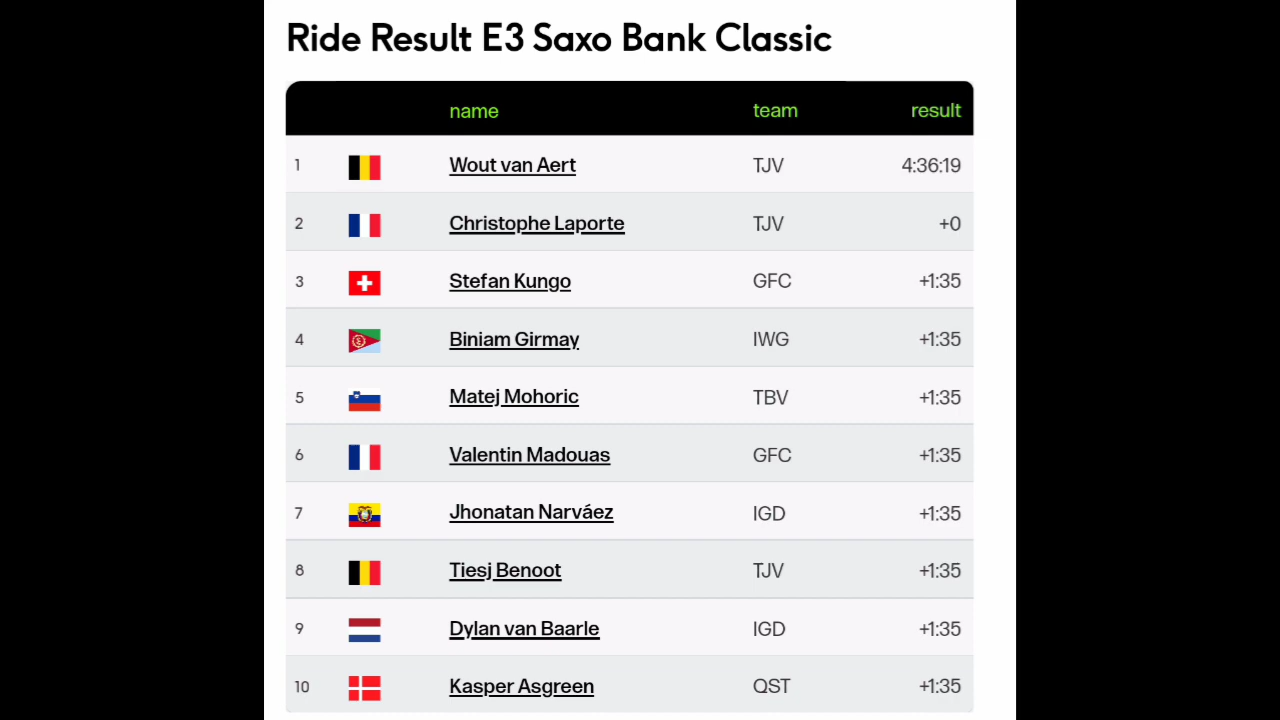 Ride Result E3 Saxo Bank Classic
name team result
1 Wout van Aert TJV 4:36:19
2 Christophe Laporte TJV +0
3 Stefan Kungo GFC +1:35
4 Biniam Girmay IWG +1:35
5 Matej Mohoric TBV +1:35
6 Valentin Madouas GFC +1:35
7 Jhonatan Narváez IGD +1:35
8 Tiesj Benoot TJV +1:35
9 Dylan van Baarle IGD +1:35
10 Kasper Asgreen QST +1:35